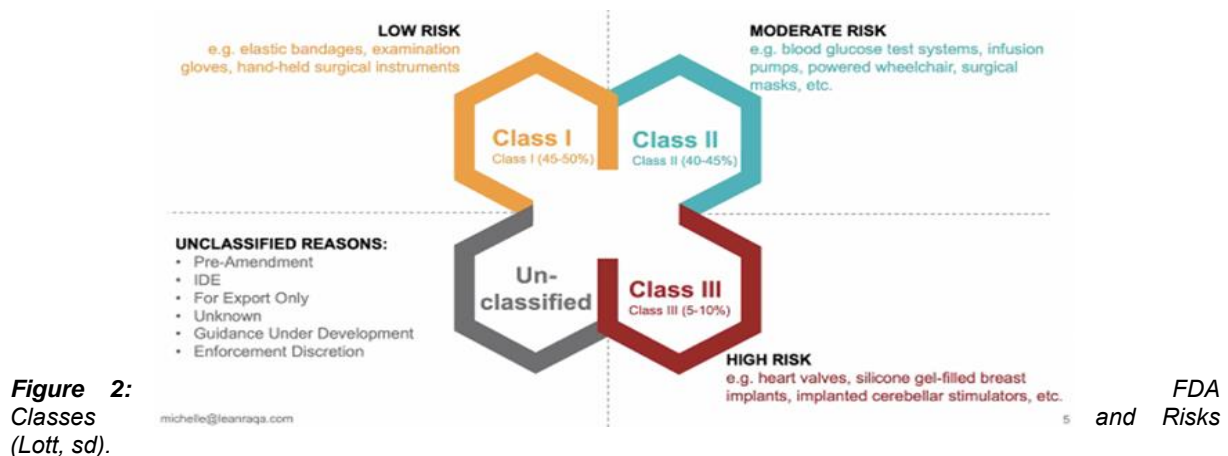 LOW RISK
e.g. elastic bandages, examination
gloves, hand-held surgical instruments
MODERATE RISK
e.g. blood glucose test systems, infusion
pumps, powered wheelchair, surgical
masks, etc.
Class I
Class I (45-50%)
Class II
Class II (40-45%)
UNCLASSIFIED REASONS:
• Pre-Amendment
• IDE
• For Export Only
• Unknown
• Guidance Under Development
• Enforcement Discretion
Un-
classified
Class III
Class III (5-10%)
HIGH RISK
e.g. heart valves, silicone gel-filled breast
implants, implanted cerebellar stimulators, etc.
michelle@leanraqa.com
5
Figure 2: FDA
Classes and Risks
(Lott, sd).